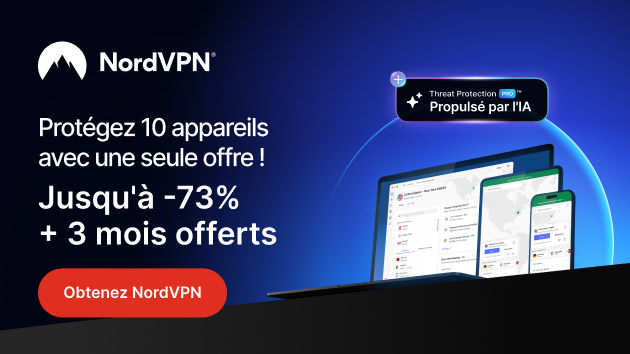 NordVPN®
Protégez 10 appareils
avec une seule offre !
Jusqu'à -73%
+ 3 mois offerts
Obtenez NordVPN
Threat Protection PRO™
Propulsé par l'IA